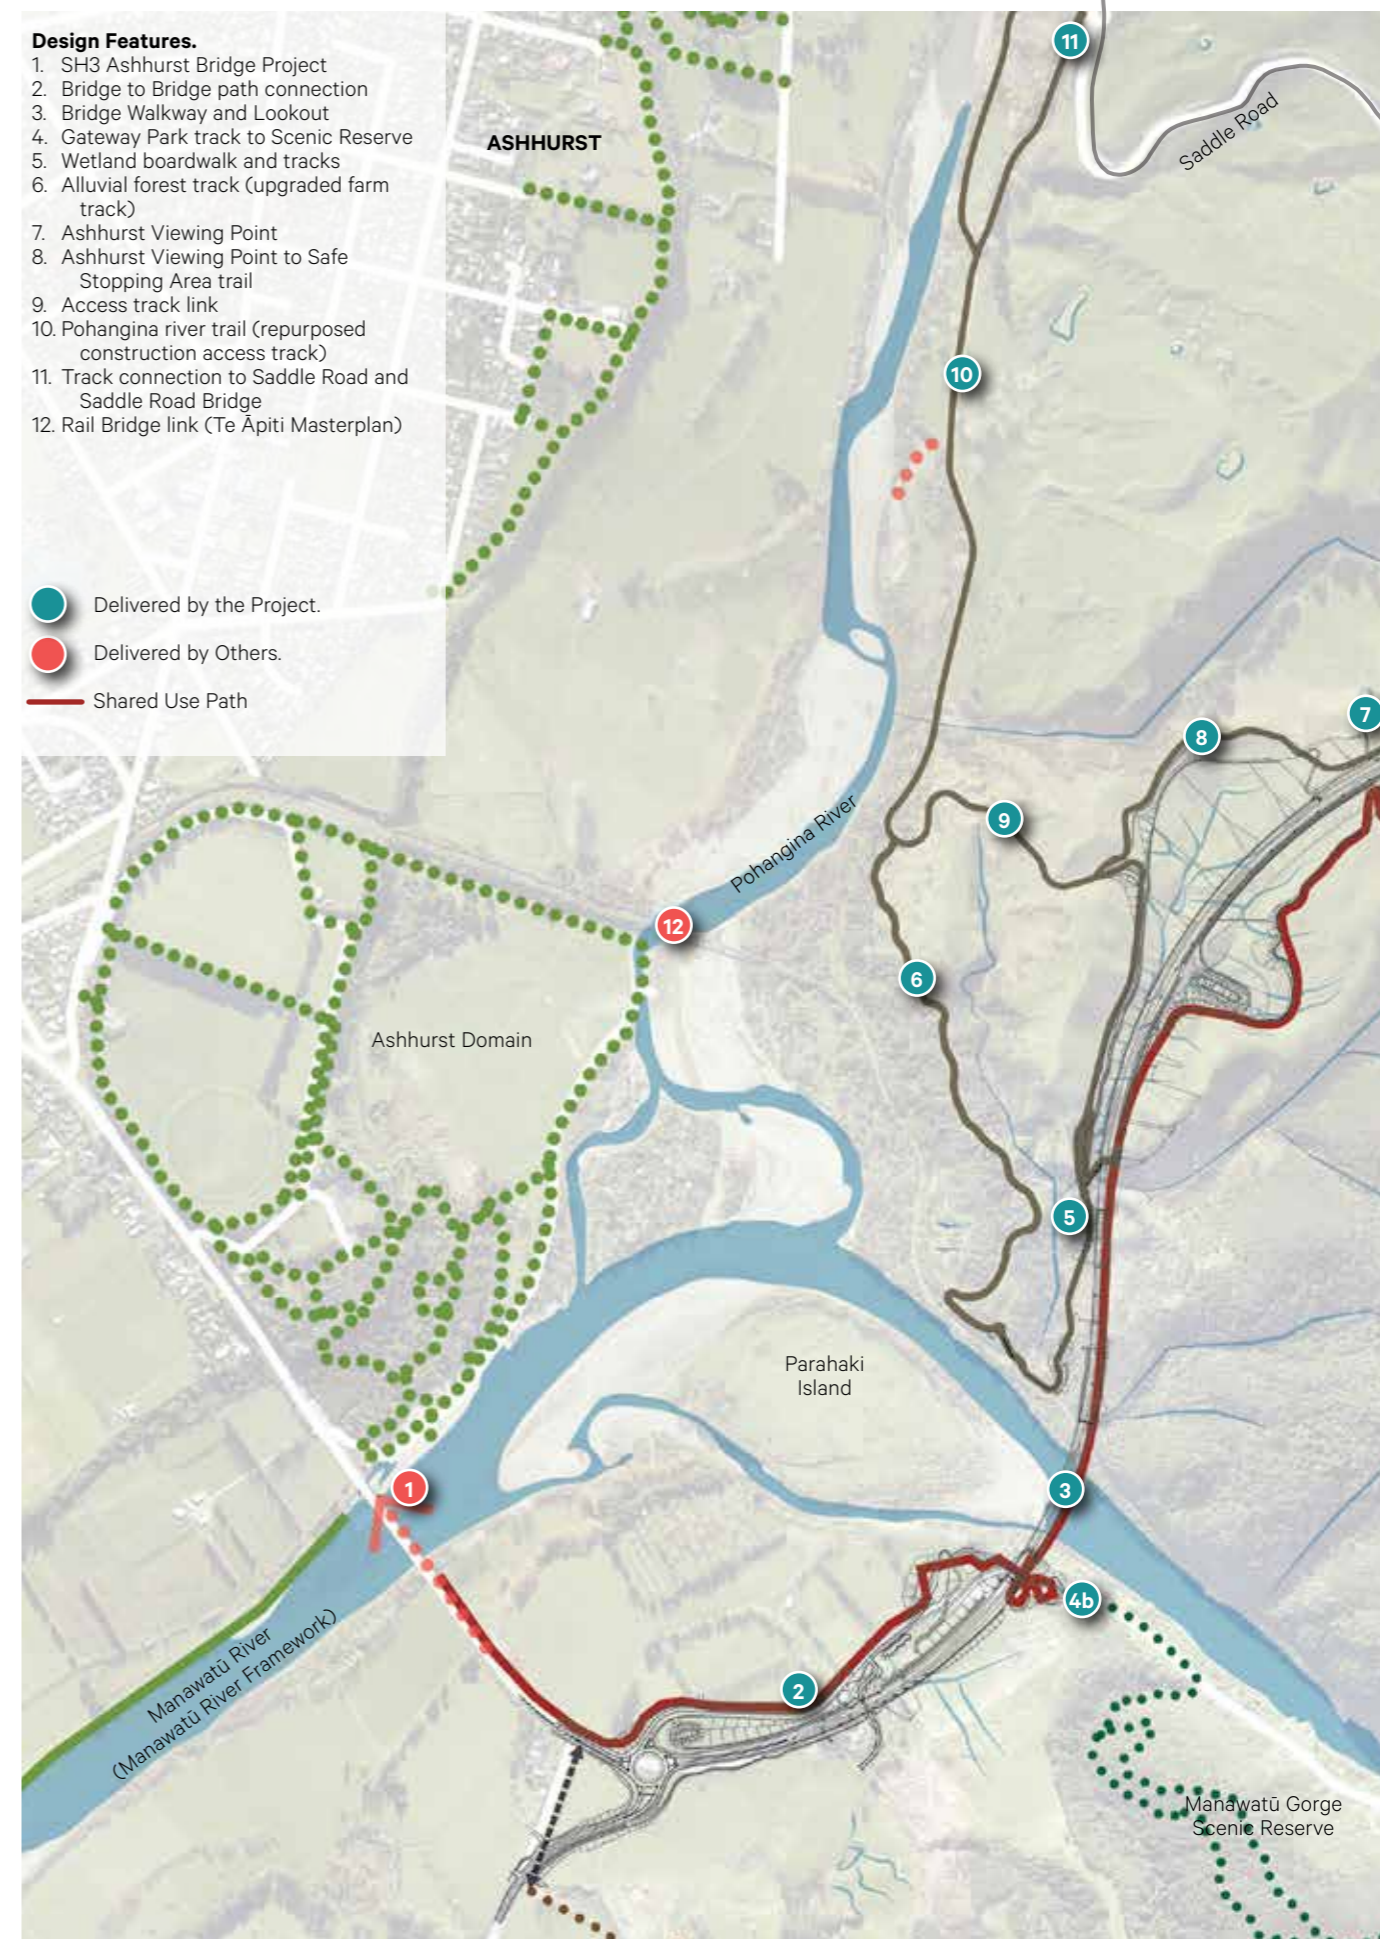 Design Features.
1. SH3 Ashhurst Bridge Project
2. Bridge to Bridge path connection
3. Bridge Walkway and Lookout
4. Gateway Park track to Scenic Reserve
5. Wetland boardwalk and tracks
6. Alluvial forest track (upgraded farm
track)
7. Ashhurst Viewing Point
8. Ashhurst Viewing Point to Safe
Stopping Area trail
9. Access track link
10. Pohangina river trail (repurposed
construction access track)
11. Track connection to Saddle Road and
Saddle Road Bridge
12. Rail Bridge link (Te Āpiti Masterplan)
Delivered by the Project.
Delivered by Others.
Shared Use Path
ASHHURST
11
Saddle Road
10
7
8
9
Pohangina River
12
6
Ashhurst Domain
5
Parahaki
Island
1
3
4b
Manawatū River
(Manawatū River Framework)
2
Manawatū Gorge
Scenic Reserve